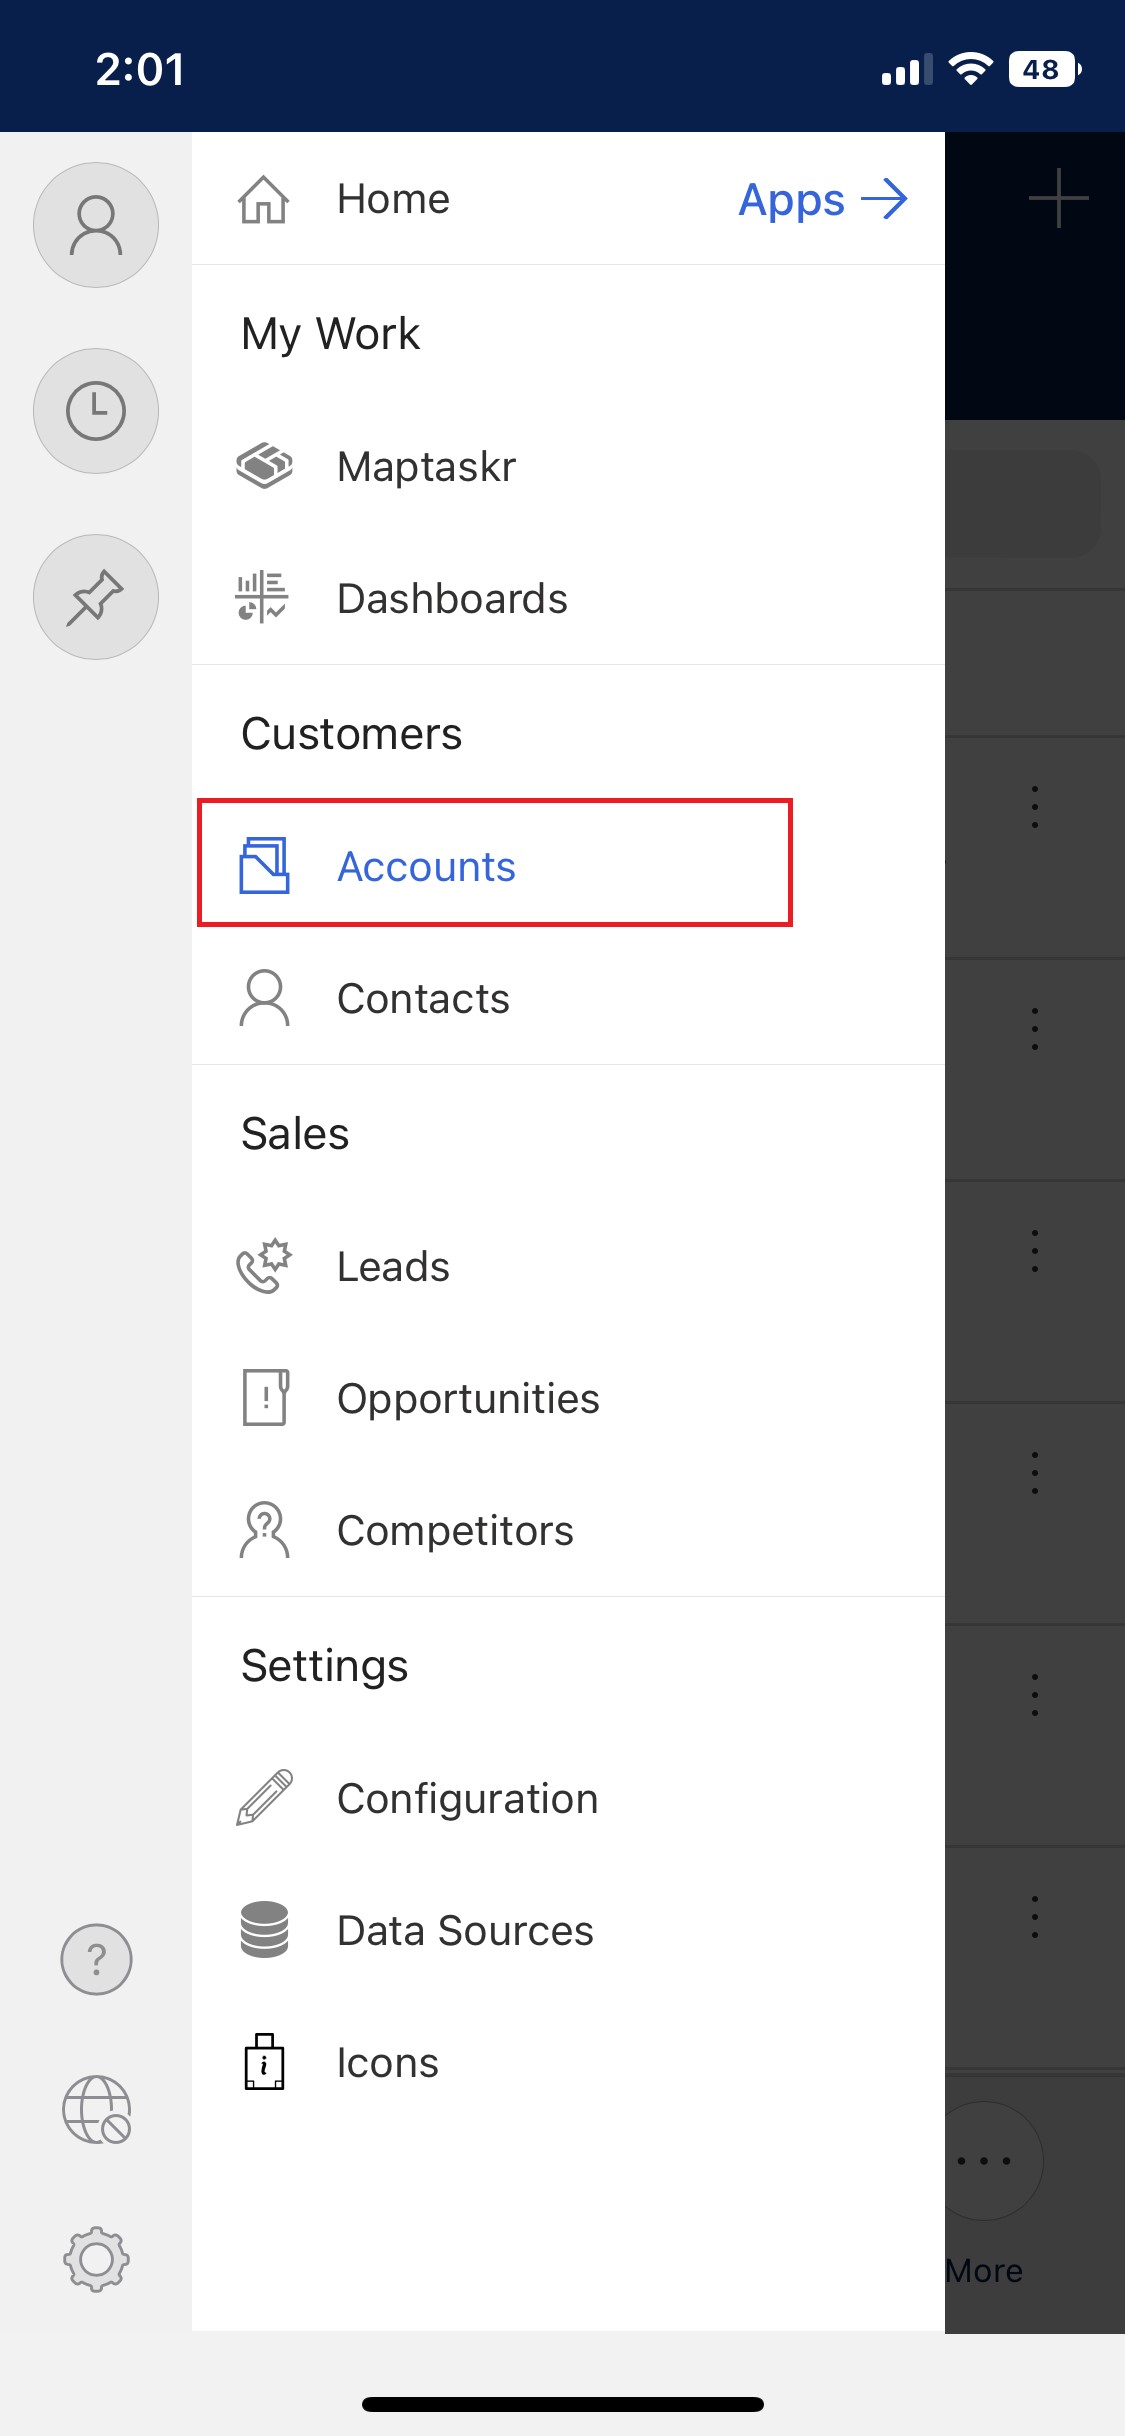 2:01
48
Home
Apps
My Work
Maptaskr
Dashboards
Customers
Accounts
Contacts
Sales
Leads
Opportunities
Competitors
Settings
Configuration
Data Sources
Icons
More